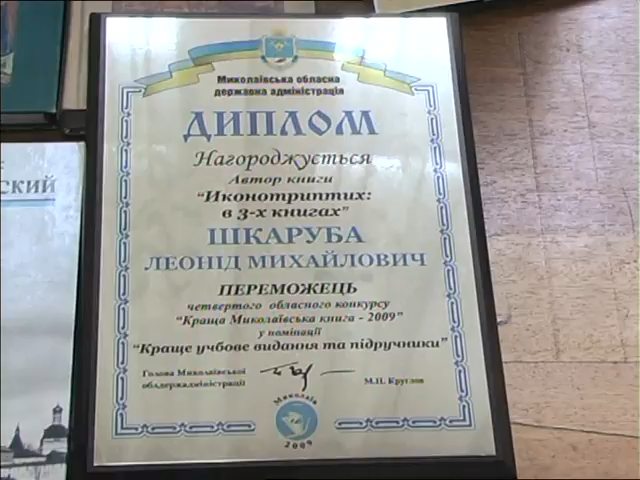 СКИЙ
Миколаївська обласна
державна адміністрація
ДИПЛОМ
Нагороджується
Автор книги
"Иконотриптих:
в 3-х книгах"
ШКАРУБА
ЛЕОНІД МИХАЙЛОВИЧ
ПЕРЕМОЖЕЦЬ
четвертого обласного конкурсу
"Краща Миколаївська книга - 2009"
у номінації
"Краще учбове видання та підручники"
Голова Миколаївської
облдержадміністрації
М.П. Круглов
Миколаїв
2009